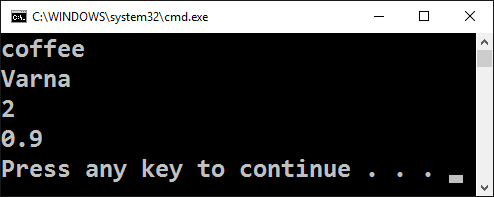 C:\WINDOWS\system32\cmd.exe
coffee
Varna
2
0.9
Press any key to continue . . .